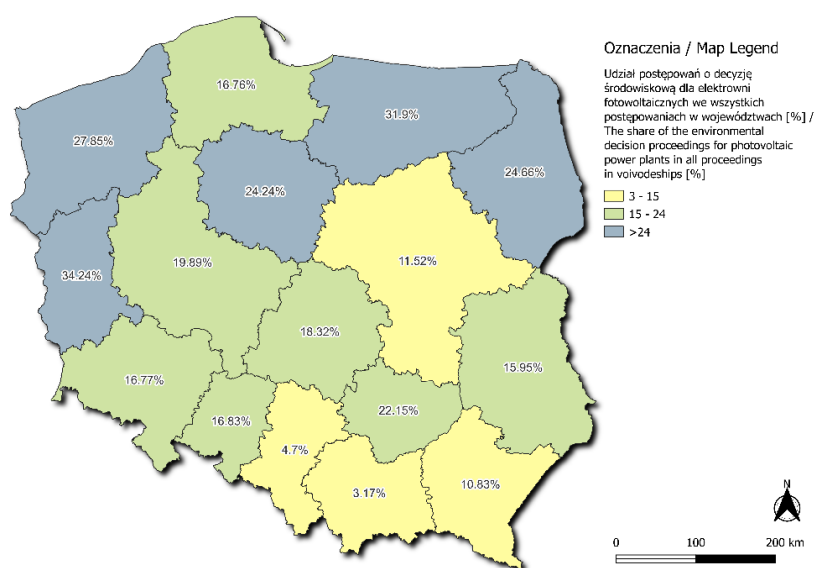 16.76%
27.85%
31.9%
24.24%
24.66%
34.24%
19.89%
11.52%
18.32%
15.95%
16.77%
16.83%
22.15%
4.7%
3.17%
10.83%
Oznaczenia / Map Legend
Udział postępowań o decyzję
środowiskową dla elektrowni
fotowoltaicznych we wszystkich
postępowaniach w województwach [%] /
The share of the environmental
decision proceedings for photovoltaic
power plants in all proceedings
in voivodeships [%]
3 - 15
15 - 24
>24
N
0 100 200 km